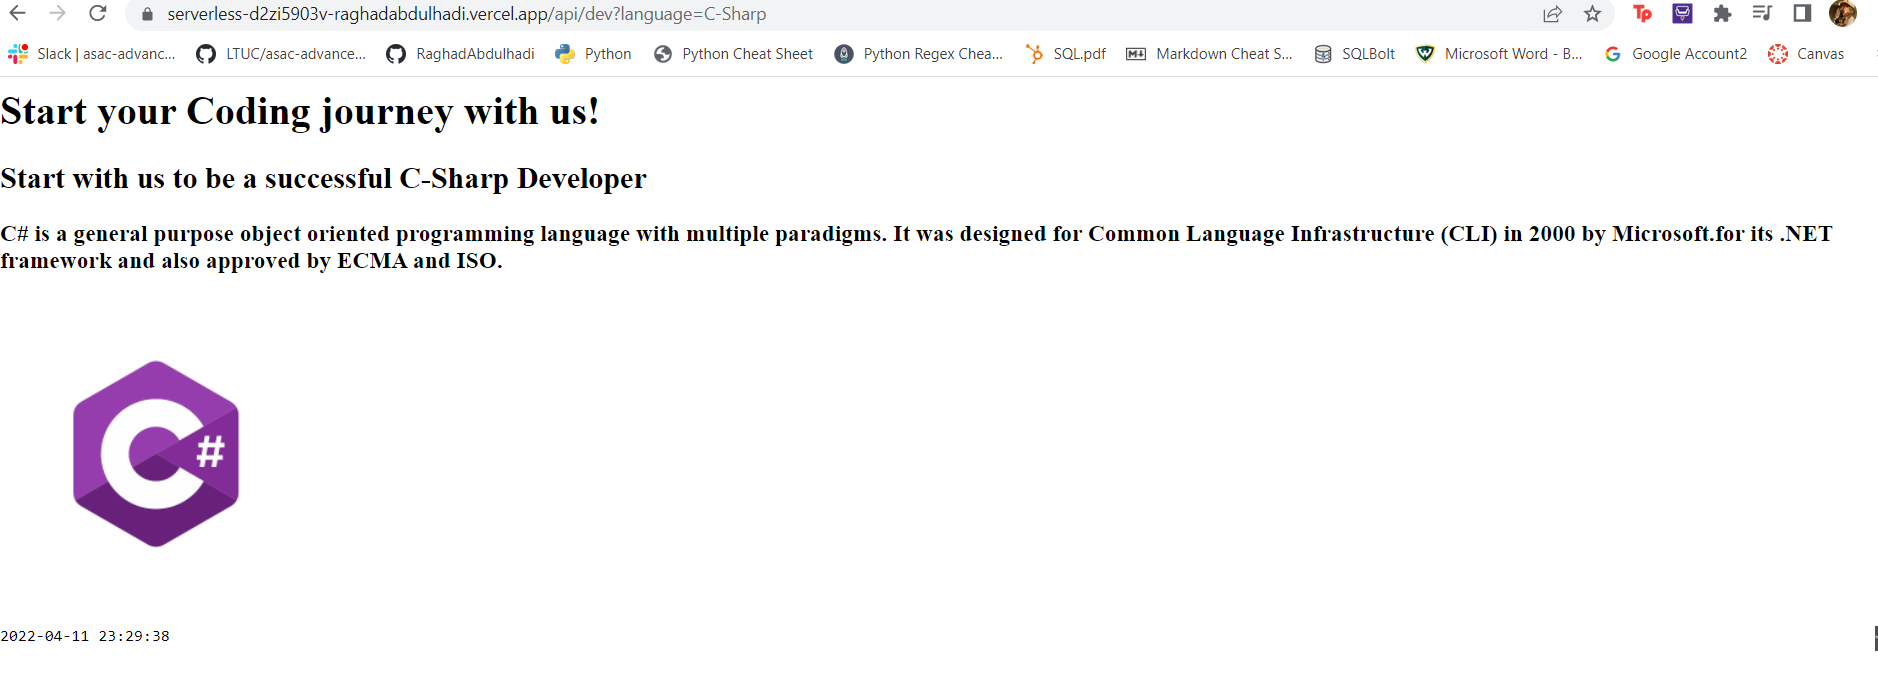 serverless-d2zi5903v-raghadabdulhadi.vercel.app/api/dev?language=C-Sharp
Tp
Slack | asac-advanc... LTUC/asac-advance... RaghadAbdulhadi Python Python Cheat Sheet Python Regex Chea... SQL.pdf Markdown Cheat S... SQLBolt Microsoft Word - B... Google Account2 Canvas
Start your Coding journey with us!
Start with us to be a successful C-Sharp Developer
C# is a general purpose object oriented programming language with multiple paradigms. It was designed for Common Language Infrastructure (CLI) in 2000 by Microsoft.for its .NET
framework and also approved by ECMA and ISO.
C#
2022-04-11 23:29:38